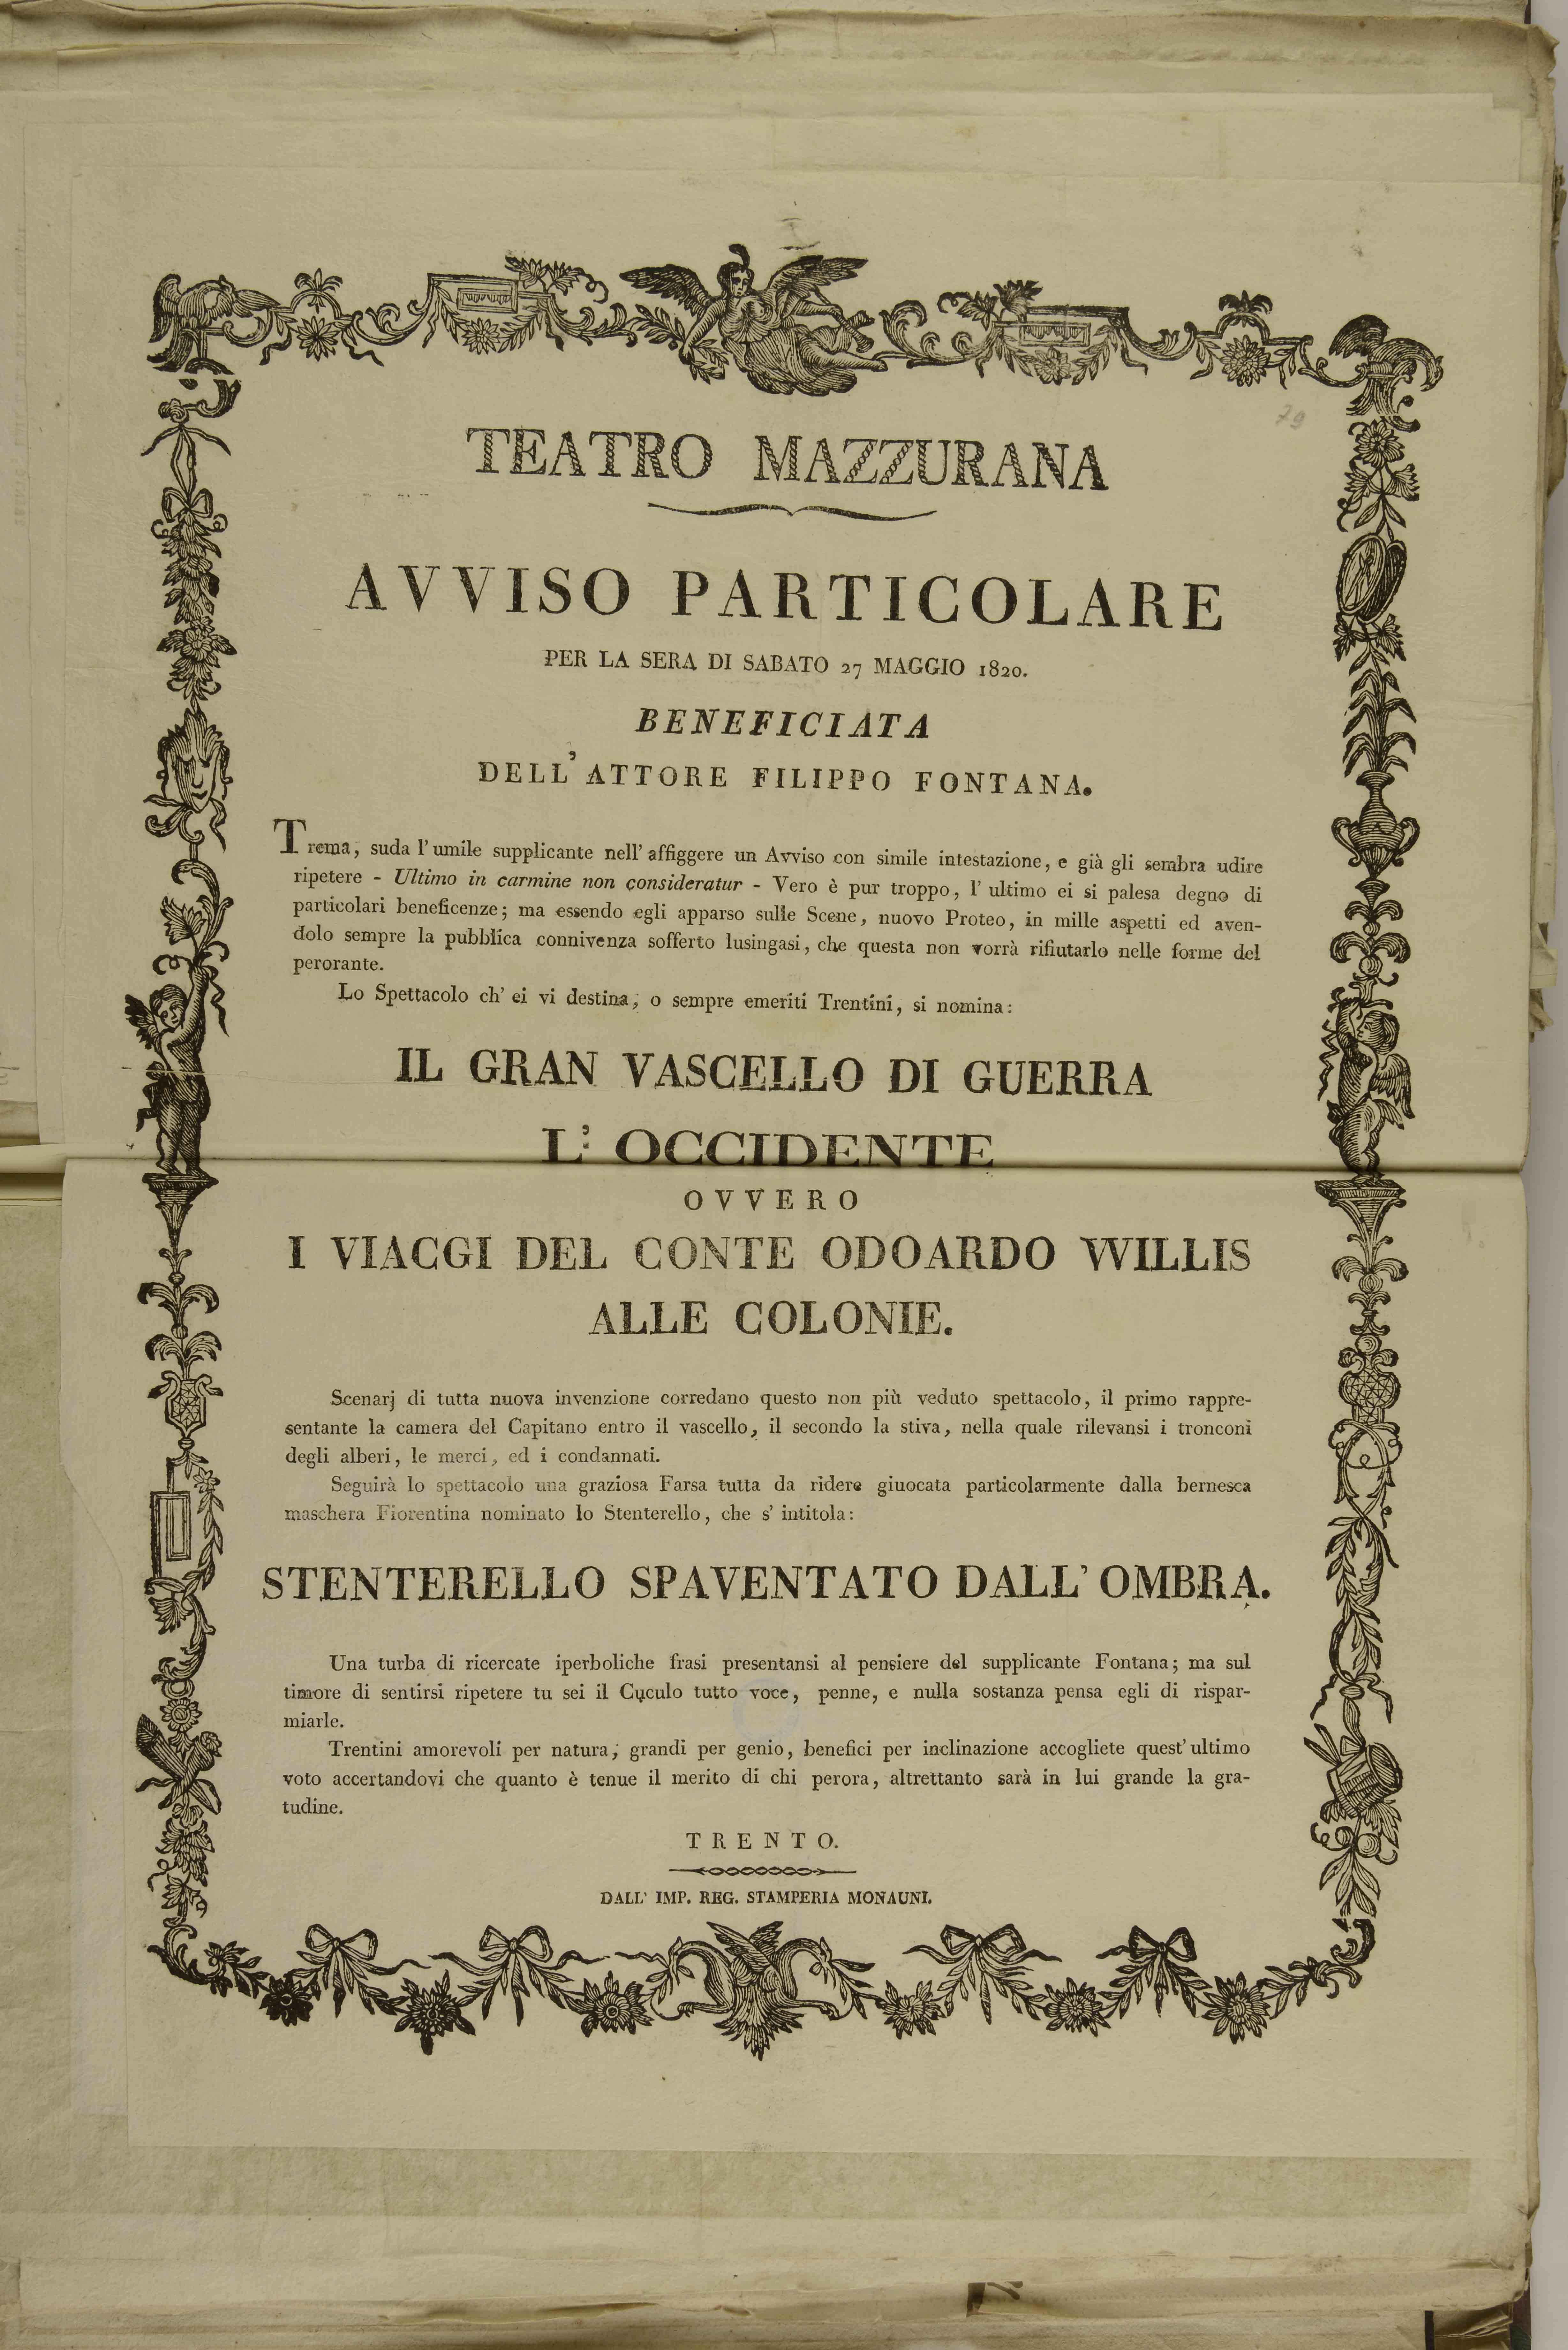 79
TEATRO MAZZURANA
AVVISO PARTICOLARE
PER LA SERA DI SABATO 27 MAGGIO 1820.
BENEFICIATA
DELL' ATTORE FILIPPO FONTANA.
Trema, suda l' umile supplicante nell' affiggere un Avviso con simile intestazione, e già gli sembra udire
ripetere - Ultimo in carmine non consideratur - Vero è pur troppo, l' ultimo ei si palesa degno di
particolari beneficenze; ma essendo egli apparso sulle Scene, nuovo Proteo, in mille aspetti ed aven-
dolo sempre la pubblica connivenza sofferto lusingasi, che questa non vorrà rifiutarlo nelle forme del
perorante.
Lo Spettacolo ch' ei vi destina, o sempre emeriti Trentini, si nomina:
IL GRAN VASCELLO DI GUERRA
L' OCCIDENTE
OVVERO
I VIACGI DEL CONTE ODOARDO WILLIS
ALLE COLONIE.
Scenarj di tutta nuova invenzione corredano questo non più veduto spettacolo, il primo rappre-
sentante la camera del Capitano entro il vascello, il secondo la stiva, nella quale rilevansi i tronconi
degli alberi, le merci, ed i condannati.
Seguirà lo spettacolo una graziosa Farsa tutta da ridere giuocata particolarmente dalla bernesca
maschera Fiorentina nominato lo Stenterello, che s' intitola:
STENTERELLO SPAVENTATO DALL' OMBRA.
Una turba di ricercate iperboliche frasi presentansi al pensiere del supplicante Fontana; ma sul
timore di sentirsi ripetere tu sei il Cuculo tutto voce, penne, e nulla sostanza pensa egli di rispar-
miarle.
Trentini amorevoli per natura, grandi per genio, benefici per inclinazione accogliete quest' ultimo
voto accertandovi che quanto è tenue il merito di chi perora, altrettanto sarà in lui grande la gra-
tudine.
TRENTO.
DALL' IMP. REG. STAMPERIA MONAUNI.